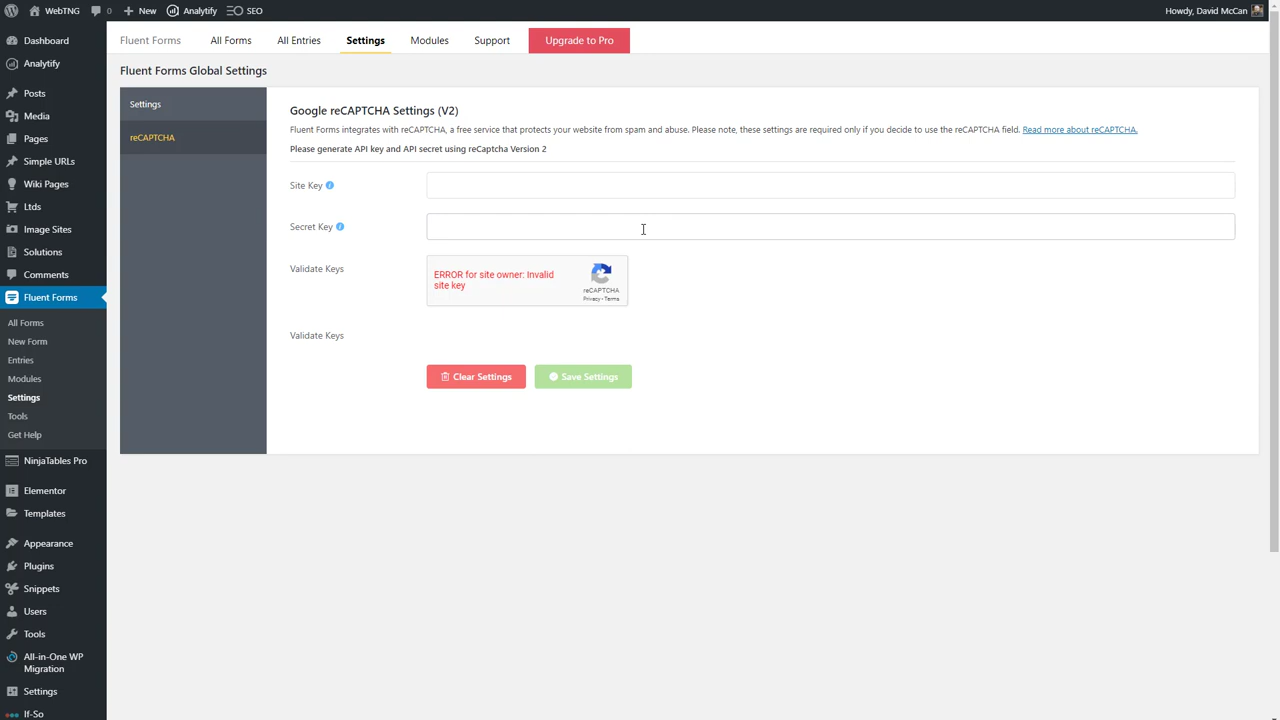 WebTNG
0
New
Analytify
SEO
Howdy, David McCan
Dashboard
Analytify
Posts
Media
Pages
Simple URLs
Wiki Pages
Ltds
Image Sites
Solutions
Comments
Fluent Forms
All Forms
New Form
Entries
Modules
Settings
Tools
Get Help
NinjaTables Pro
Elementor
Templates
Appearance
Plugins
Snippets
Users
Tools
All-in-One WP
Migration
Settings
If-So
Fluent Forms
All Forms
All Entries
Settings
Modules
Support
Upgrade to Pro
Fluent Forms Global Settings
Settings
reCAPTCHA
Google reCAPTCHA Settings (V2)
Fluent Forms integrates with reCAPTCHA, a free service that protects your website from spam and abuse. Please note, these settings are required only if you decide to use the reCAPTCHA field. Read more about reCAPTCHA.
Please generate API key and API secret using reCaptcha Version 2
Site Key
Secret Key
Validate Keys
ERROR for site owner: Invalid
site key
reCAPTCHA
Privacy - Terms
Validate Keys
Clear Settings
Save Settings